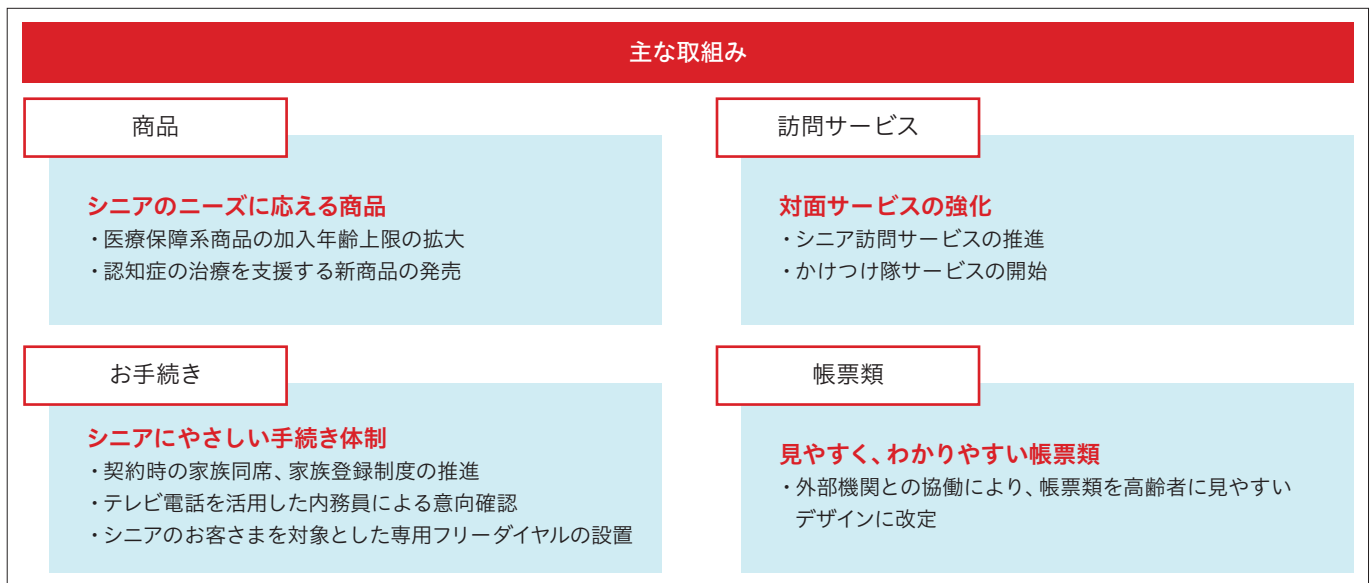 主な取組み
商品
シニアのニーズに応える商品
・医療保障系商品の加入年齢上限の拡大
・認知症の治療を支援する新商品の発売
訪問サービス
対面サービスの強化
・シニア訪問サービスの推進
・かけつけ隊サービスの開始
お手続き
シニアにやさしい手続き体制
・契約時の家族同席、家族登録制度の推進
・テレビ電話を活用した内務員による意向確認
・シニアのお客さまを対象とした専用フリーダイヤルの設置
帳票類
見やすく、わかりやすい帳票類
・外部機関との協働により、帳票類を高齢者に見やすい
デザインに改定